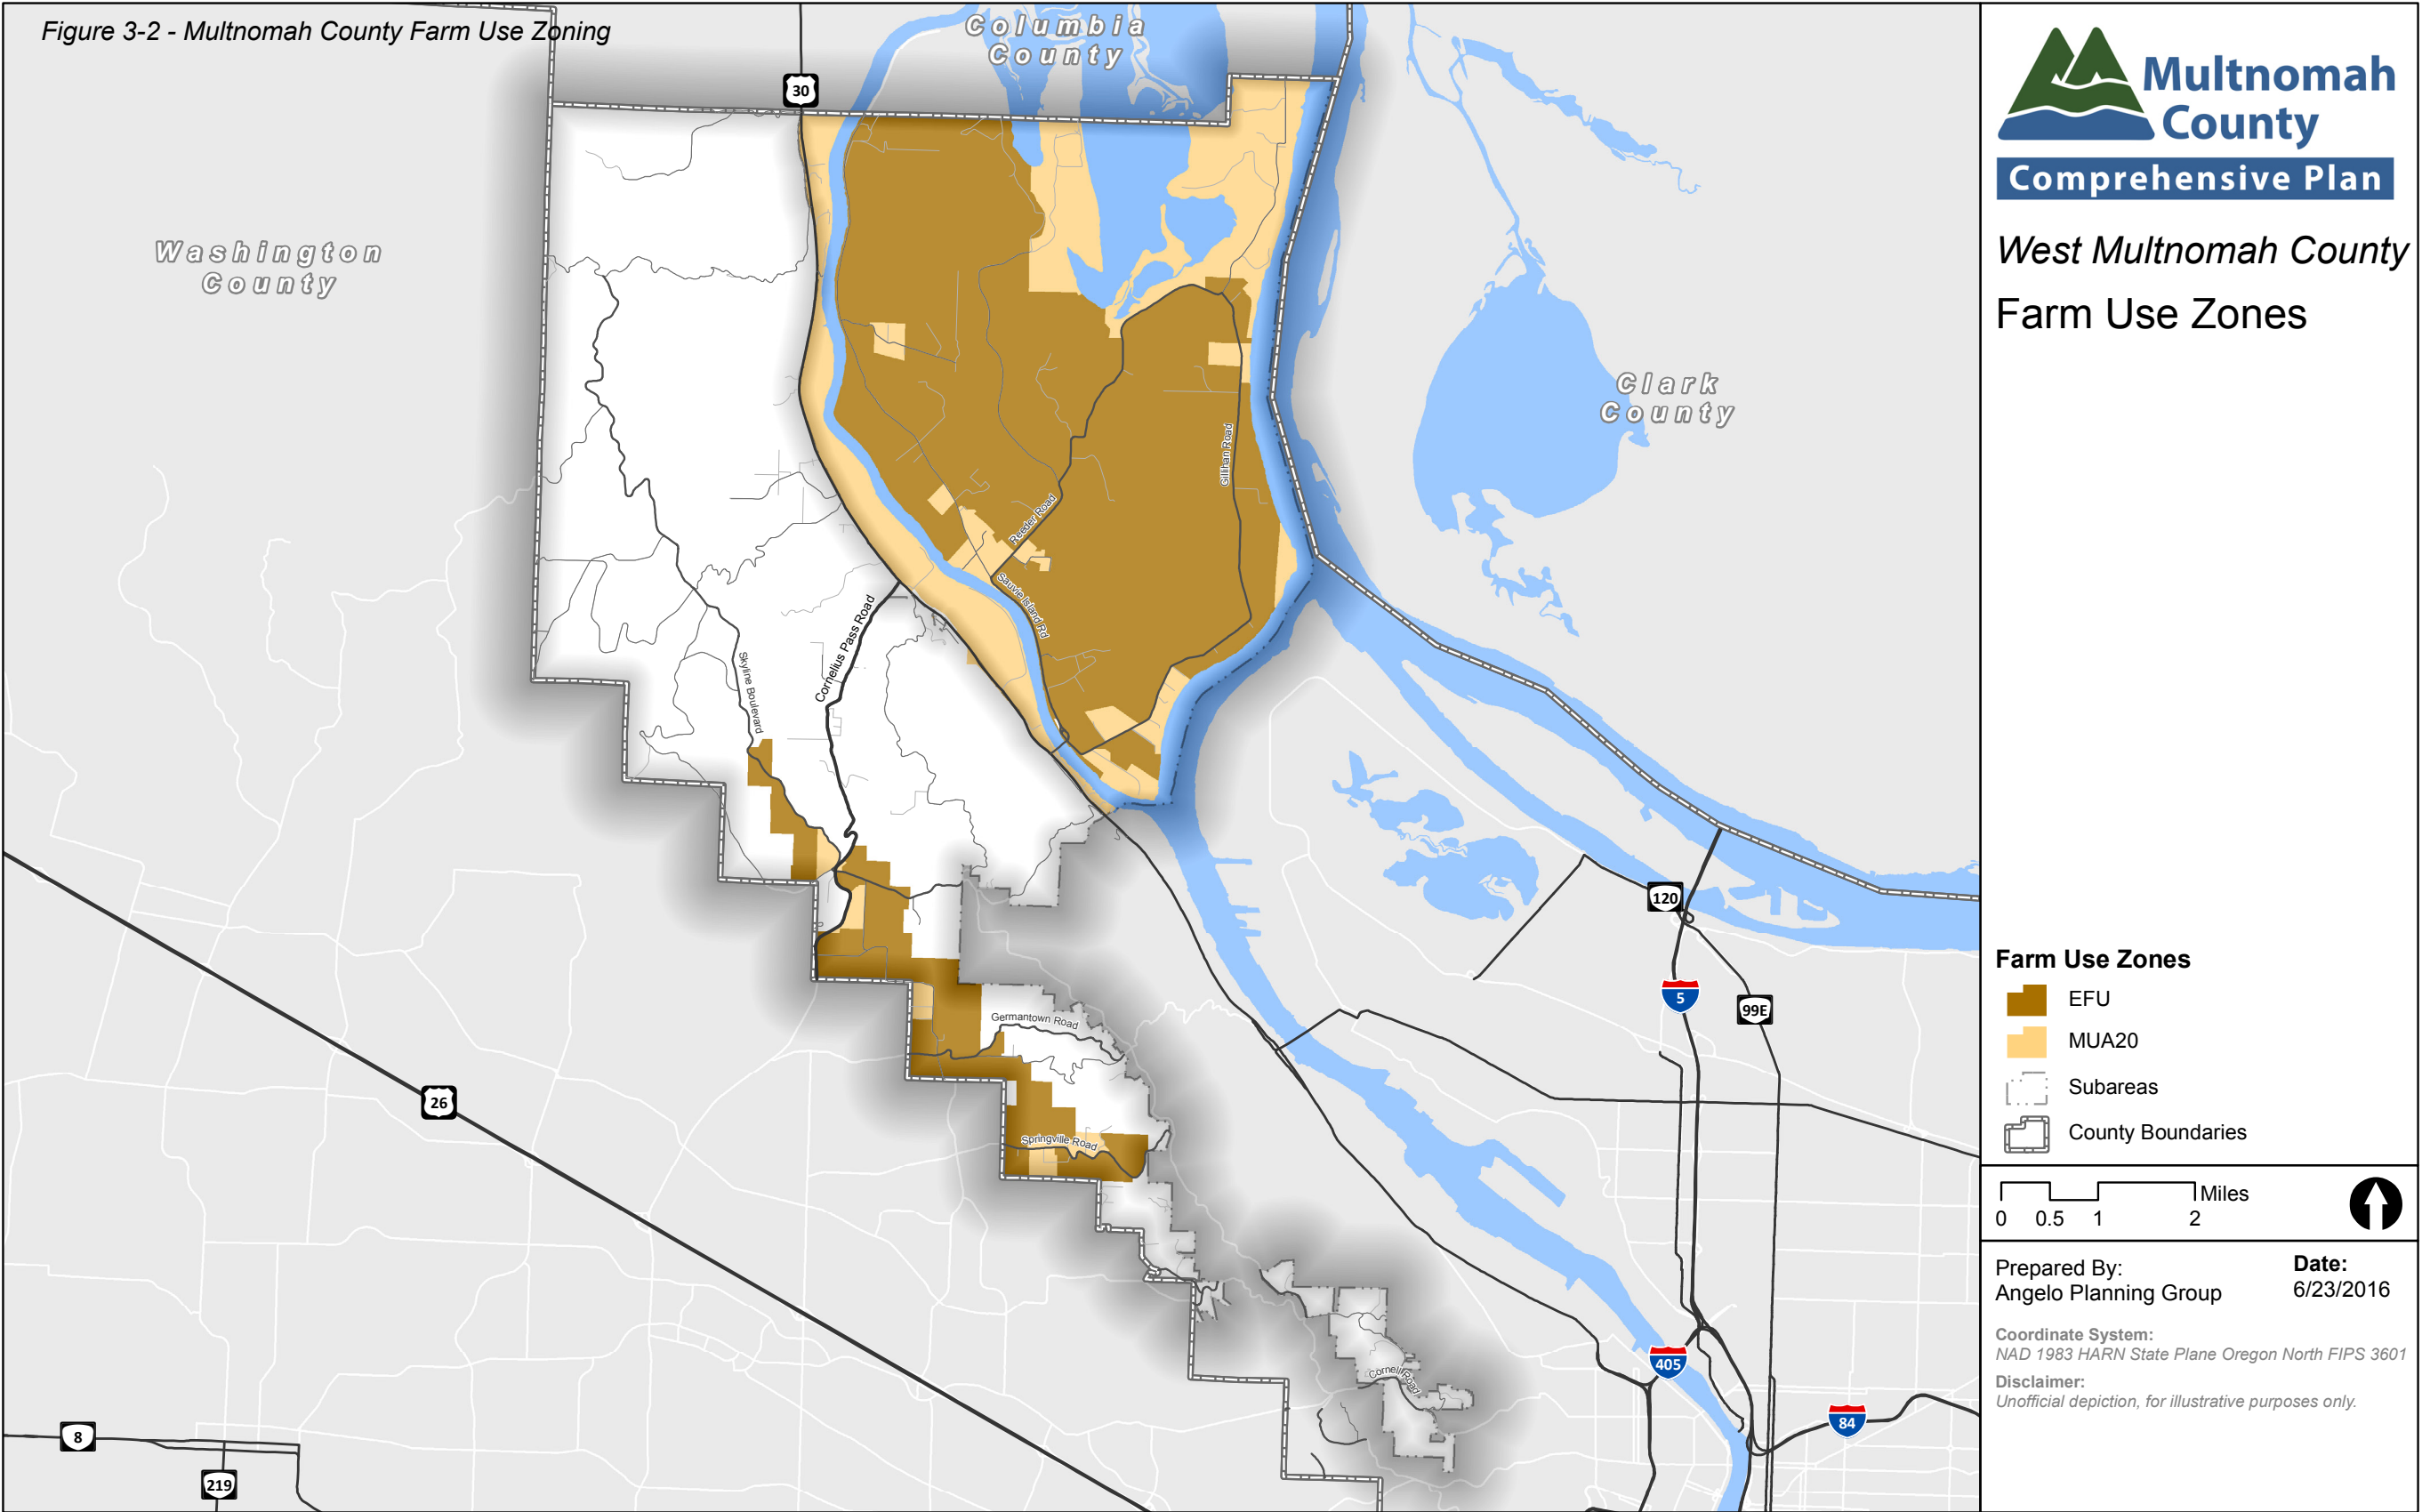 Figure 3-2 - Multnomah County Farm Use Zoning
Columbia
County
30
Washington
County
Clark
County
Gillihan Road
Reeder Road
Sauvie Island Rd
Cornelius Pass Road
Skyline Boulevard
120
5
99E
Germantown Road
26
Springville Road
Cornell Road
405
84
8
219
Multnomah
County
Comprehensive Plan
West Multnomah County
Farm Use Zones
Farm Use Zones
EFU
MUA20
Subareas
County Boundaries
Miles
0 0.5 1 2
Prepared By:
Angelo Planning Group
Date:
6/23/2016
Coordinate System:
NAD 1983 HARN State Plane Oregon North FIPS 3601
Disclaimer:
Unofficial depiction, for illustrative purposes only.